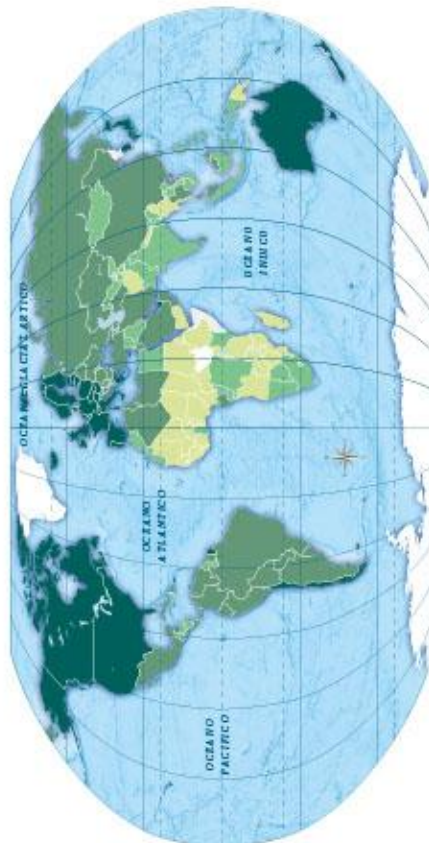 OCEANO GLACIAL ARTICO
OCEANO
ATLANTICO
OCEANO
PACIFICO
OCEANO
INDICO